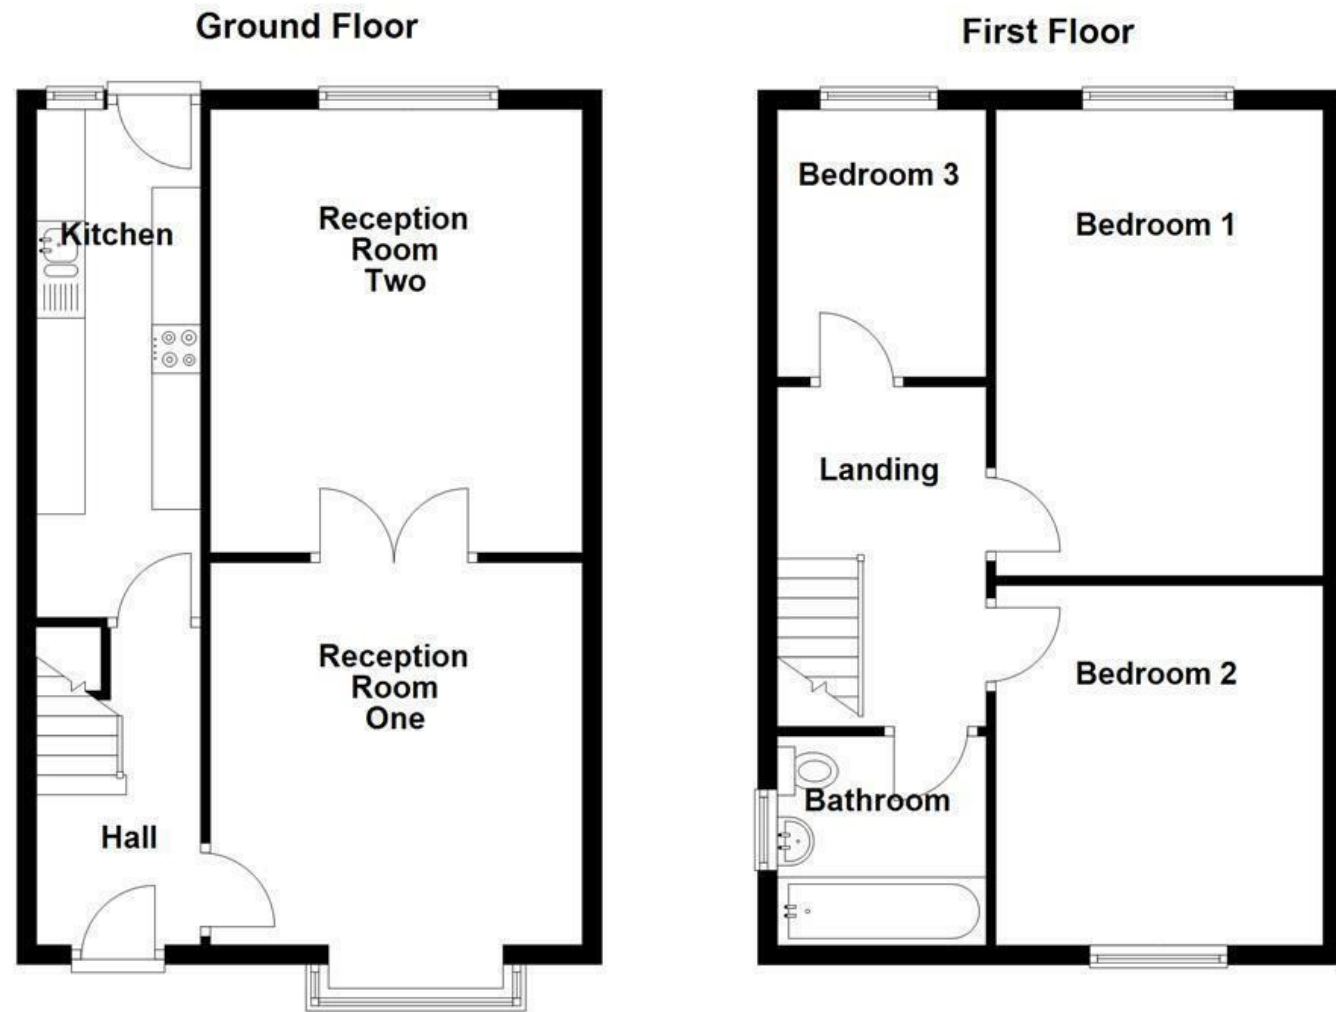 Ground Floor
Kitchen
Reception
Room
Two
Reception
Room
One
Hall
First Floor
Bedroom 3
Bedroom 1
Landing
Bedroom 2
Bathroom